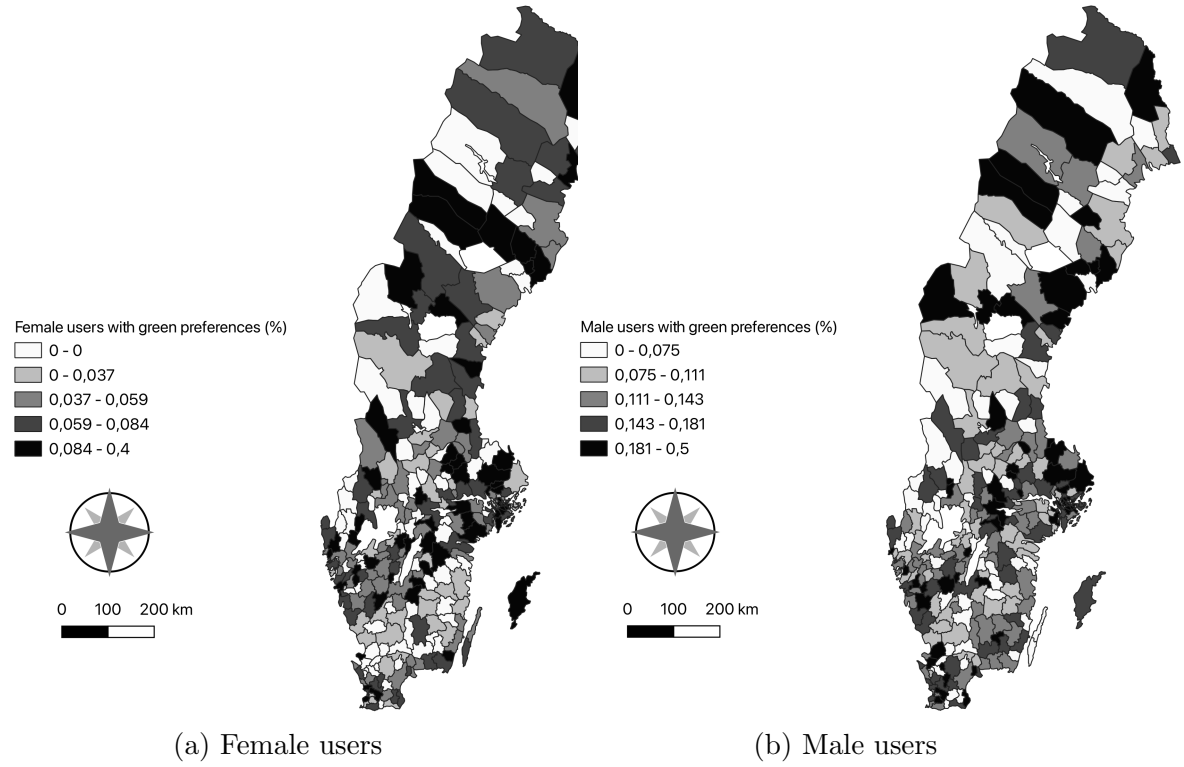 Female users with green preferences (%)
0 - 0
0 - 0,037
0,037 - 0,059
0,059 - 0,084
0,084 - 0,4
0 100 200 km
(a) Female users
Male users with green preferences (%)
0 - 0,075
0,075 - 0,111
0,111 - 0,143
0,143 - 0,181
0,181 - 0,5
0 100 200 km
(b) Male users